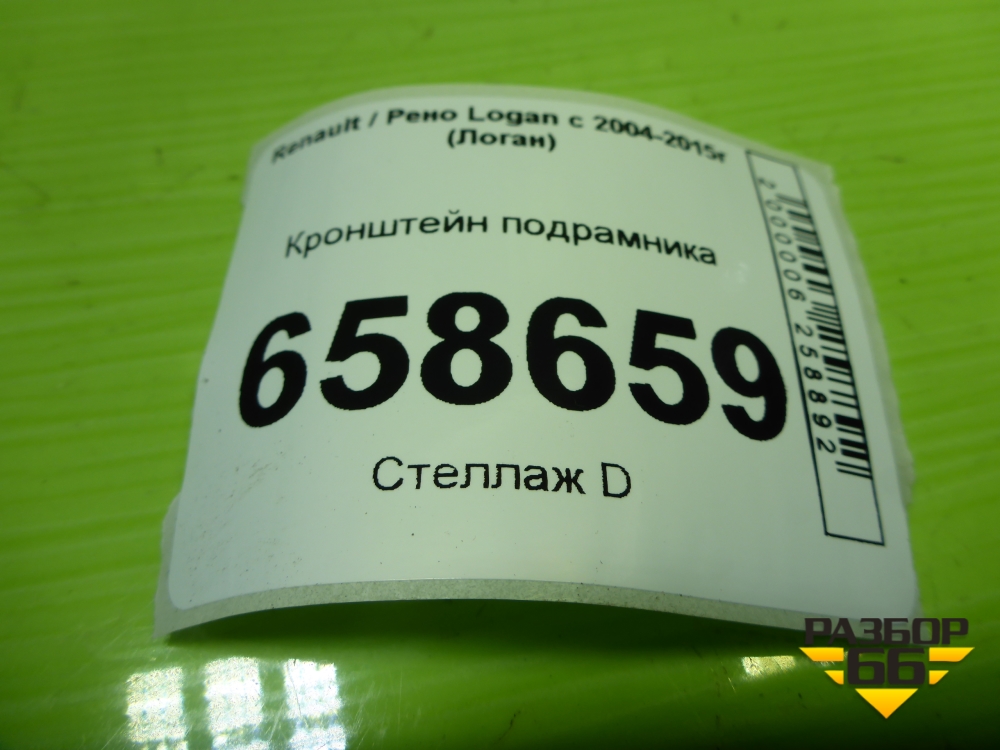 Renault / Рено Logan с 2004-2015г
(Логан)
Кронштейн подрамника
658659
Стеллаж D
2000006258892
РАЗБОР
66